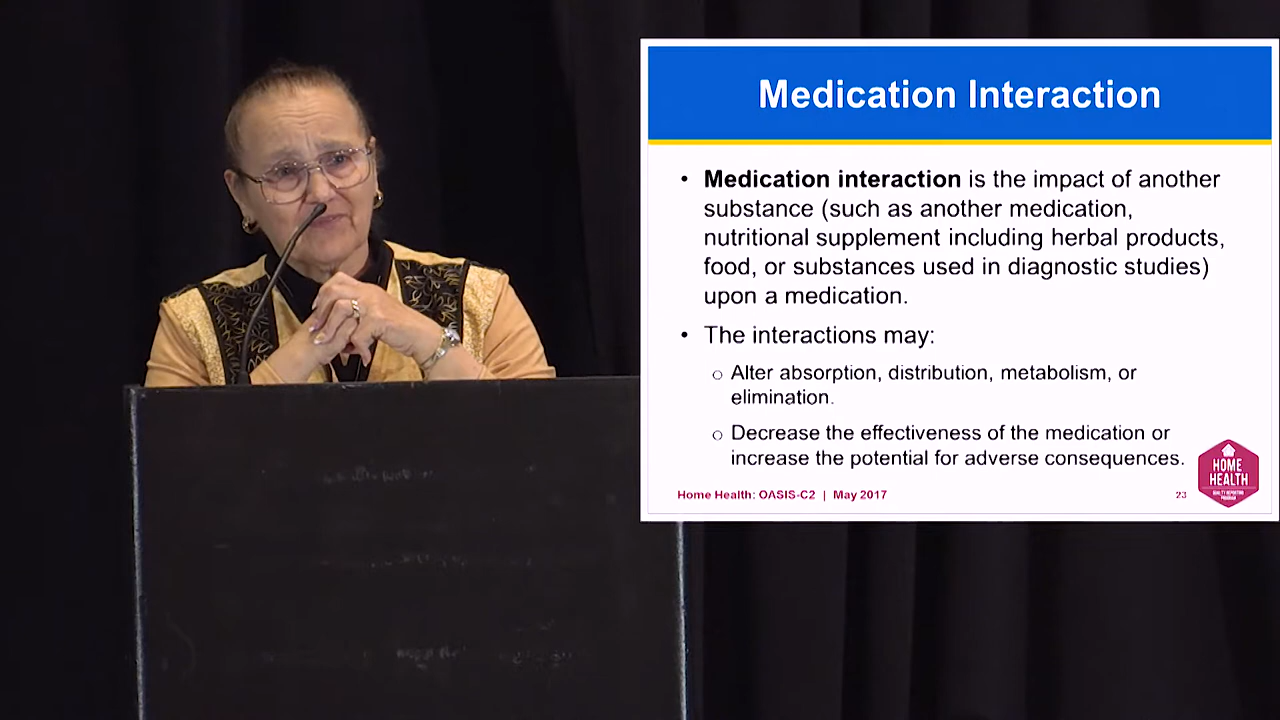 Medication Interaction
• Medication interaction is the impact of another
substance (such as another medication,
nutritional supplement including herbal products,
food, or substances used in diagnostic studies)
upon a medication.
• The interactions may:
o Alter absorption, distribution, metabolism, or
elimination.
o Decrease the effectiveness of the medication or
increase the potential for adverse consequences.
Home Health: OASIS-C2 | May 2017
23
HOME
HEALTH
QUALITY REPORTING
PROGRAM